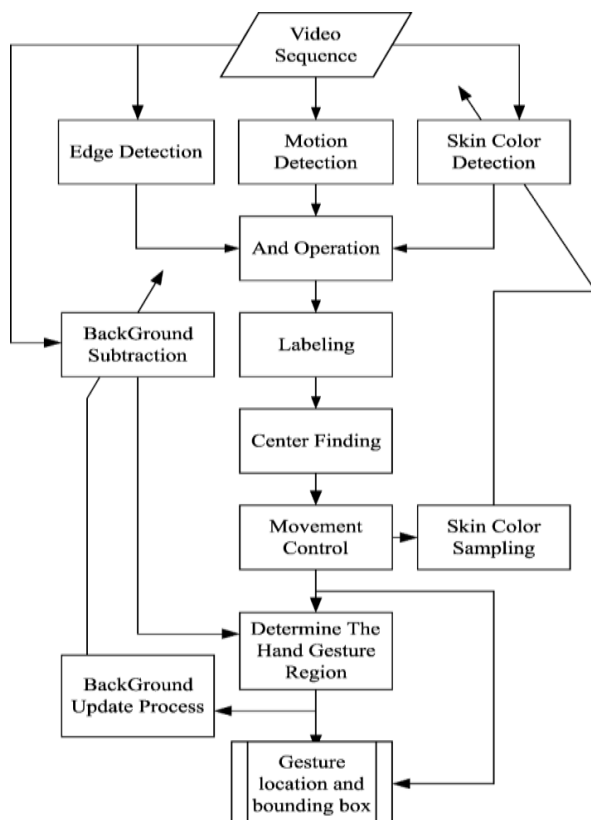 Video
Sequence
Edge Detection
Motion
Detection
Skin Color
Detection
And Operation
BackGround
Subtraction
Labeling
Center Finding
Movement
Control
Skin Color
Sampling
Determine The
Hand Gesture
Region
BackGround
Update Process
Gesture
location and
bounding box